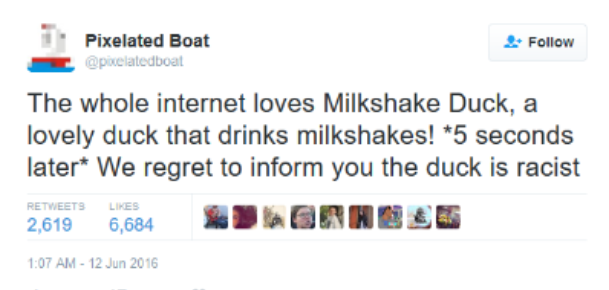 Pixelated Boat
@pixelatedboat
Follow
The whole internet loves Milkshake Duck, a
lovely duck that drinks milkshakes! *5 seconds
later* We regret to inform you the duck is racist
RETWEETS LIKES
2,619 6,684
1:07 AM - 12 Jun 2016